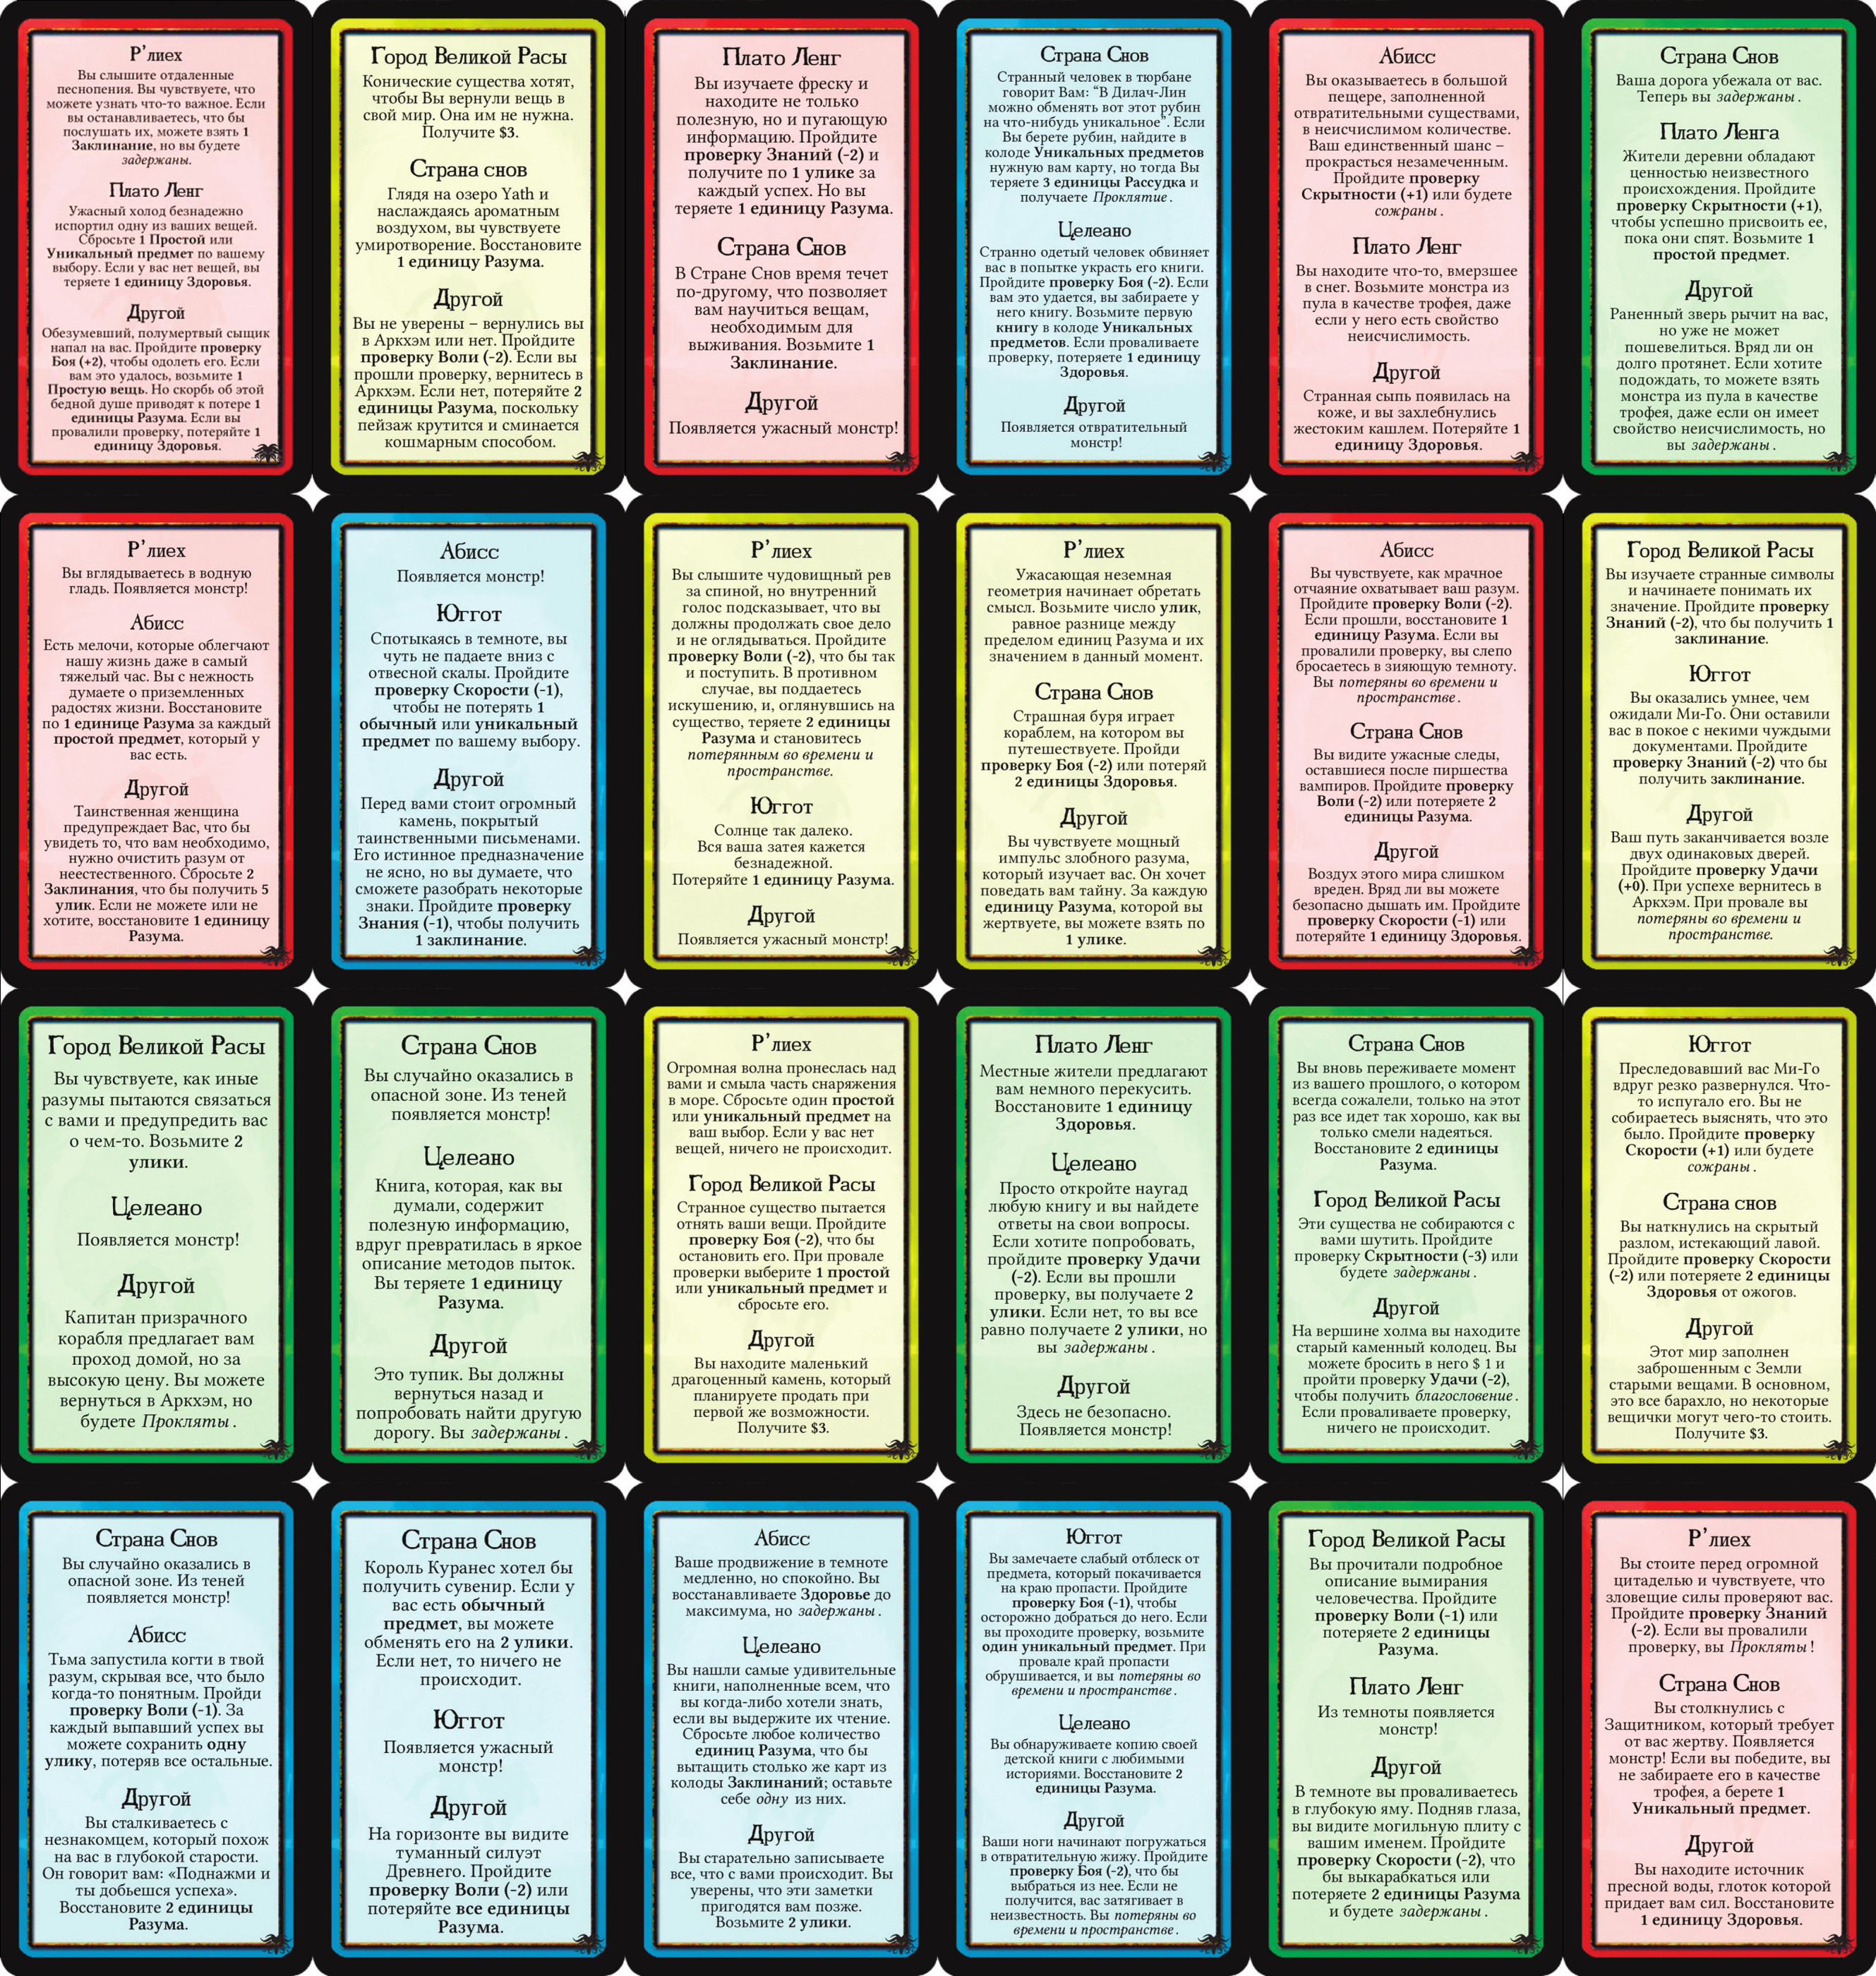 Р'лиех
Вы слышите отдаленные
песнопения. Вы чувствуете, что
можете узнать что-то важное. Если
вы останавливаетесь, что бы
послушать их, можете взять 1
Заклинание, но вы будете
задержаны.
Плато Ленг
Ужасный холод безнадежно
испортил одну из ваших вещей.
Сбросьте 1 Простой или
Уникальный предмет по вашему
выбору. Если у вас нет вещей, вы
теряете 1 единицу Здоровья.
Другой
Обезумевший, полумертвый сыщик
напал на вас. Пройдите проверку
Боя (+2), чтобы одолеть его. Если
вам это удалось, возьмите 1
Простую вещь. Но скорбь об этой
бедной душе приводят к потере 1
единицы Разума. Если вы
провалили проверку, потеряйте 1
единицу Здоровья.
Город Великой Расы
Конические существа хотят,
чтобы Вы вернули вещь в
свой мир. Она им не нужна.
Получите $3.
Страна снов
Глядя на озеро Yath и
наслаждаясь ароматным
воздухом, вы чувствуете
умиротворение. Восстановите
1 единицу Разума.
Другой
Вы не уверены – вернулись вы
в Аркхэм или нет. Пройдите
проверку Воли (-2). Если вы
прошли проверку, вернитесь в
Аркхэм. Если нет, потеряйте 2
единицы Разума, поскольку
пейзаж крутится и сминается
кошмарным способом.
Плато Ленг
Вы изучаете фреску и
находите не только
полезную, но и пугающую
информацию. Пройдите
проверку Знаний (-2) и
получите по 1 улике за
каждый успех. Но вы
теряете 1 единицу Разума.
Страна Снов
В Стране Снов время течет
по-другому, что позволяет
вам научиться вещам,
необходимым для
выживания. Возьмите 1
Заклинание.
Другой
Появляется ужасный монстр!
Страна Снов
Странный человек в тюрбане
говорит Вам: “В Дилач-Лин
можно обменять вот этот рубин
на что-нибудь уникальное”. Если
Вы берете рубин, найдите в
колоде Уникальных предметов
нужную вам карту, но тогда Вы
теряете 3 единицы Рассудка и
получаете Проклятие.
Целеано
Странно одетый человек обвиняет
вас в попытке украсть его книги.
Пройдите проверку Боя (-2). Если
вам это удается, вы забираете у
него книгу. Возьмите первую
книгу в колоде Уникальных
предметов. Если проваливаете
проверку, потеряете 1 единицу
Здоровья.
Другой
Появляется отвратительный
монстр!
Абисс
Вы оказываетесь в большой
пещере, заполненной
отвратительными существами,
в неисчислимом количестве.
Ваш единственный шанс –
прокрасться незамеченным.
Пройдите проверку
Скрытности (+1) или будете
сожраны.
Плато Ленг
Вы находите что-то, вмерзшее
в снег. Возьмите монстра из
пула в качестве трофея, даже
если у него есть свойство
неисчислимость.
Другой
Странная сыпь появилась на
коже, и вы захлебнулись
жестоким кашлем. Потеряйте 1
единицу Здоровья.
Страна Снов
Ваша дорога убежала от вас.
Теперь вы задержаны.
Плато Ленга
Жители деревни обладают
ценностью неизвестного
происхождения. Пройдите
проверку Скрытности (+1),
чтобы успешно присвоить ее,
пока они спят. Возьмите 1
простой предмет.
Другой
Раненный зверь рычит на вас,
но уже не может
пошевелиться. Вряд ли он
долго протянет. Если хотите
подождать, то можете взять
монстра из пула в качестве
трофея, даже если он имеет
свойство неисчислимость, но
вы задержаны.
Р'лиех
Вы вглядываетесь в водную
гладь. Появляется монстр!
Абисс
Есть мелочи, которые облегчают
нашу жизнь даже в самый
тяжелый час. Вы с нежность
думаете о приземленных
радостях жизни. Восстановите
по 1 единице Разума за каждый
простой предмет, который у
вас есть.
Другой
Таинственная женщина
предупреждает Вас, что бы
увидеть то, что вам необходимо,
нужно очистить разум от
неестественного. Сбросьте 2
Заклинания, что бы получить 5
улик. Если не можете или не
хотите, восстановите 1 единицу
Разума.
Абисс
Появляется монстр!
Юггот
Спотыкаясь в темноте, вы
чуть не падаете вниз с
отвесной скалы. Пройдите
проверку Скорости (-1),
чтобы не потерять 1
обычный или уникальный
предмет по вашему выбору.
Другой
Перед вами стоит огромный
камень, покрытый
таинственными письменами.
Его истинное предназначение
не ясно, но вы думаете, что
сможете разобрать некоторые
знаки. Пройдите проверку
Знания (-1), чтобы получить
1 заклинание.
Р'лиех
Вы слышите чудовищный рев
за спиной, но внутренний
голос подсказывает, что вы
должны продолжать свое дело
и не оглядываться. Пройдите
проверку Воли (-2), что бы так
и поступить. В противном
случае, вы поддаетесь
искушению, и, оглянувшись на
существо, теряете 2 единицы
Разума и становитесь
потерянным во времени и
пространстве.
Юггот
Солнце так далеко.
Вся ваша затея кажется
безнадежной.
Потеряйте 1 единицу Разума.
Другой
Появляется ужасный монстр!
Р'лиех
Ужасающая неземная
геометрия начинает обретать
смысл. Возьмите число улик,
равное разнице между
пределом единиц Разума и их
значением в данный момент.
Страна Снов
Страшная буря играет
кораблем, на котором вы
путешествуете. Пройди
проверку Боя (-2) или потеряй
2 единицы Здоровья.
Другой
Вы чувствуете мощный
импульс злобного разума,
который изучает вас. Он хочет
поведать вам тайну. За каждую
единицу Разума, которой вы
жертвуете, вы можете взять по
1 улике.
Абисс
Вы чувствуете, как мрачное
отчаяние охватывает ваш разум.
Пройдите проверку Воли (-2).
Если прошли, восстановите 1
единицу Разума. Если вы
провалили проверку, вы слепо
бросаетесь в зияющую темноту.
Вы потеряны во времени и
пространстве.
Страна Снов
Вы видите ужасные следы,
оставшиеся после пиршества
вампиров. Пройдите проверку
Воли (-2) или потеряете 2
единицы Разума.
Другой
Воздух этого мира слишком
вреден. Вряд ли вы можете
безопасно дышать им. Пройдите
проверку Скорости (-1) или
потеряйте 1 единицу Здоровья.
Город Великой Расы
Вы изучаете странные символы
и начинаете понимать их
значение. Пройдите проверку
Знаний (-2), что бы получить 1
заклинание.
Юггот
Вы оказались умнее, чем
ожидали Ми-Го. Они оставили
вас в покое с некими чуждыми
документами. Пройдите
проверку Знаний (-2) что бы
получить заклинание.
Другой
Ваш путь заканчивается возле
двух одинаковых дверей.
Пройдите проверку Удачи
(+0). При успехе вернитесь в
Аркхэм. При провале вы
потеряны во времени и
пространстве.
Город Великой Расы
Вы чувствуете, как иные
разумы пытаются связаться
с вами и предупредить вас
о чем-то. Возьмите 2
улики.
Целеано
Появляется монстр!
Другой
Капитан призрачного
корабля предлагает вам
проход домой, но за
высокую цену. Вы можете
вернуться в Аркхэм, но
будете Прокляты.
Страна Снов
Вы случайно оказались в
опасной зоне. Из теней
появляется монстр!
Целеано
Книга, которая, как вы
думали, содержит
полезную информацию,
вдруг превратилась в яркое
описание методов пыток.
Вы теряете 1 единицу
Разума.
Другой
Это тупик. Вы должны
вернуться назад и
попробовать найти другую
дорогу. Вы задержаны.
Р'лиех
Огромная волна пронеслась над
вами и смыла часть снаряжения
в море. Сбросьте один простой
или уникальный предмет на
ваш выбор. Если у вас нет
вещей, ничего не происходит.
Город Великой Расы
Странное существо пытается
отнять ваши вещи. Пройдите
проверку Боя (-2), что бы
остановить его. При провале
проверки выберите 1 простой
или уникальный предмет и
сбросьте его.
Другой
Вы находите маленький
драгоценный камень, который
планируете продать при
первой же возможности.
Получите $3.
Плато Ленг
Местные жители предлагают
вам немного перекусить.
Восстановите 1 единицу
Здоровья.
Целеано
Просто откройте наугад
любую книгу и вы найдете
ответы на свои вопросы.
Если хотите попробовать,
пройдите проверку Удачи
(-2). Если вы прошли
проверку, вы получаете 2
улики. Если нет, то вы все
равно получаете 2 улики, но
вы задержаны.
Другой
Здесь не безопасно.
Появляется монстр!
Страна Снов
Вы вновь переживаете момент
из вашего прошлого, о котором
всегда сожалели, только на этот
раз все идет так хорошо, как вы
только смели надеяться.
Восстановите 2 единицы
Разума.
Город Великой Расы
Эти существа не собираются с
вами шутить. Пройдите
проверку Скрытности (-3) или
будете задержаны.
Другой
На вершине холма вы находите
старый каменный колодец. Вы
можете бросить в него $ 1 и
пройти проверку Удачи (-2),
чтобы получить благословение.
Если проваливаете проверку,
ничего не происходит.
Юггот
Преследовавший вас Ми-Го
вдруг резко развернулся. Что-
то испугало его. Вы не
собираетесь выяснять, что это
было. Пройдите проверку
Скорости (+1) или будете
сожраны.
Страна снов
Вы наткнулись на скрытый
разлом, истекающий лавой.
Пройдите проверку Скорости
(-2) или потеряете 2 единицы
Здоровья от ожогов.
Другой
Этот мир заполнен
заброшенным с Земли
старыми вещами. В основном,
это все барахло, но некоторые
вещички могут чего-то стоить.
Получите $3.
Страна Снов
Вы случайно оказались в
опасной зоне. Из теней
появляется монстр!
Абисс
Тьма запустила когти в твой
разум, скрывая все, что было
когда-то понятным. Пройди
проверку Воли (-1). За
каждый выпавший успех вы
можете сохранить одну
улику, потеряв все остальные.
Другой
Вы сталкиваетесь с
незнакомцем, который похож
на вас в глубокой старости.
Он говорит вам: «Поднажми и
ты добьешся успеха».
Восстановите 2 единицы
Разума.
Страна Снов
Король Куранес хотел бы
получить сувенир. Если у
вас есть обычный
предмет, вы можете
обменять его на 2 улики.
Если нет, то ничего не
происходит.
Юггот
Появляется ужасный
монстр!
Другой
На горизонте вы видите
туманный силуэт
Древнего. Пройдите
проверку Воли (-2) или
потеряйте все единицы
Разума.
Абисс
Ваше продвижение в темноте
медленно, но спокойно. Вы
восстанавливаете Здоровье до
максимума, но задержаны.
Целеано
Вы нашли самые удивительные
книги, наполненные всем, что
вы когда-либо хотели знать,
если вы выдержите их чтение.
Сбросьте любое количество
единиц Разума, что бы
вытащить столько же карт из
колоды Заклинаний; оставьте
себе одну из них.
Другой
Вы старательно записываете
все, что с вами происходит. Вы
уверены, что эти заметки
пригодятся вам позже.
Возьмите 2 улики.
Юггот
Вы замечаете слабый отблеск от
предмета, который покачивается
на краю пропасти. Пройдите
проверку Боя (-1), чтобы
осторожно добраться до него. Если
вы проходите проверку, возьмите
один уникальный предмет. При
провале край пропасти
обрушивается, и вы потеряны во
времени и пространстве.
Целеано
Вы обнаруживаете копию своей
детской книги с любимыми
историями. Восстановите 2
единицы Разума.
Другой
Ваши ноги начинают погружаться
в отвратительную жижу. Пройдите
проверку Боя (-2), что бы
выбраться из нее. Если не
получится, вас затягивает в
неизвестность. Вы потеряны во
времени и пространстве.
Город Великой Расы
Вы прочитали подробное
описание вымирания
человечества. Пройдите
проверку Воли (-1) или
потеряете 2 единицы
Разума.
Плато Ленг
Из темноты появляется
монстр!
Другой
В темноте вы проваливаетесь
в глубокую яму. Подняв глаза,
вы видите могильную плиту с
вашим именем. Пройдите
проверку Скорости (-2), что
бы выкарабкаться или
потеряете 2 единицы Разума
и будете задержаны.
Р'лиех
Вы стоите перед огромной
цитаделью и чувствуете, что
зловещие силы проверяют вас.
Пройдите проверку Знаний
(-2). Если вы провалили
проверку, вы Прокляты!
Страна Снов
Вы столкнулись с
Защитником, который требует
от вас жертву. Появляется
монстр! Если вы победите, вы
не забираете его в качестве
трофея, а берете 1
Уникальный предмет.
Другой
Вы находите источник
пресной воды, глоток которой
придает вам сил. Восстановите
1 единицу Здоровья.